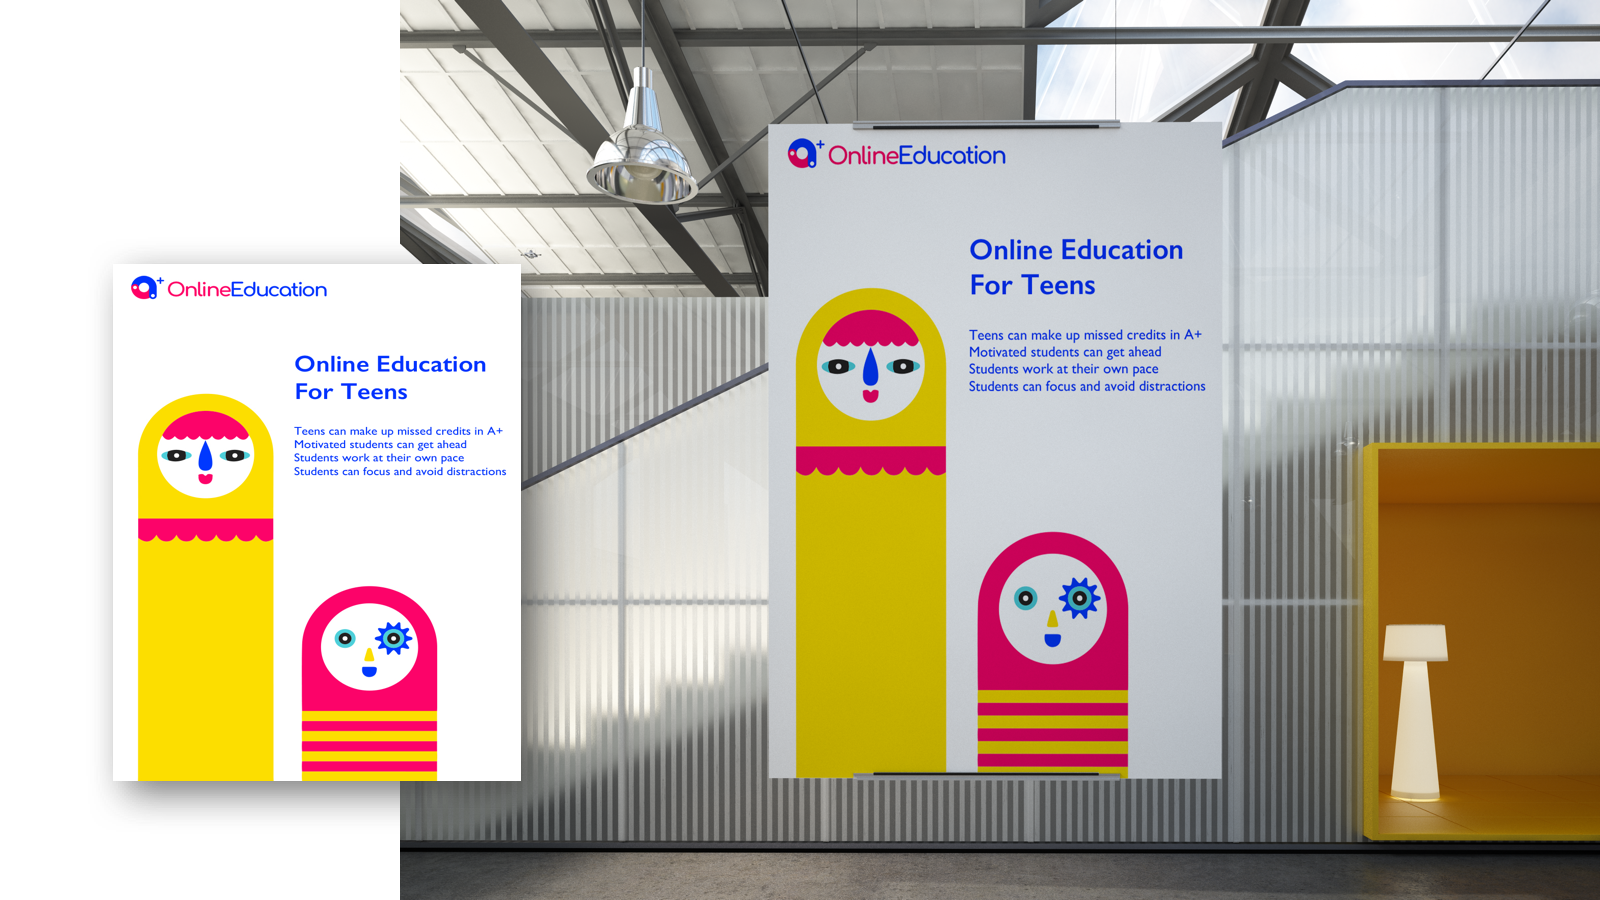 a+ OnlineEducation
Online Education
For Teens
Teens can make up missed credits in A+
Motivated students can get ahead
Students work at their own pace
Students can focus and avoid distractions
a+ OnlineEducation
Online Education
For Teens
Teens can make up missed credits in A+
Motivated students can get ahead
Students work at their own pace
Students can focus and avoid distractions